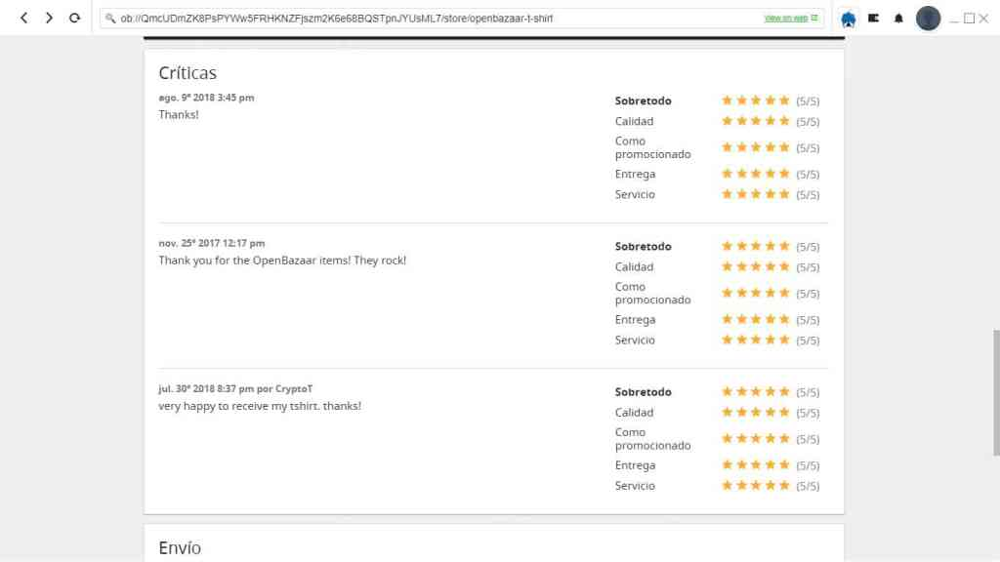 ob://QmcUDmZK8PsPYWw5FRHKNZFjszm2K6e68BQSTpnJYUsML7/store/openbazaar-t-shirt
View on web
Críticas
ago. 9º 2018 3:45 pm
Thanks!
Sobretodo ★★★★★ (5/5)
Calidad ★★★★★ (5/5)
Como
promocionado ★★★★★ (5/5)
Entrega ★★★★★ (5/5)
Servicio ★★★★★ (5/5)
nov. 25º 2017 12:17 pm
Thank you for the OpenBazaar items! They rock!
Sobretodo ★★★★★ (5/5)
Calidad ★★★★★ (5/5)
Como
promocionado ★★★★★ (5/5)
Entrega ★★★★★ (5/5)
Servicio ★★★★★ (5/5)
jul. 30º 2018 8:37 pm por CryptoT
very happy to receive my tshirt. thanks!
Sobretodo ★★★★★ (5/5)
Calidad ★★★★★ (5/5)
Como
promocionado ★★★★★ (5/5)
Entrega ★★★★★ (5/5)
Servicio ★★★★★ (5/5)
Envío